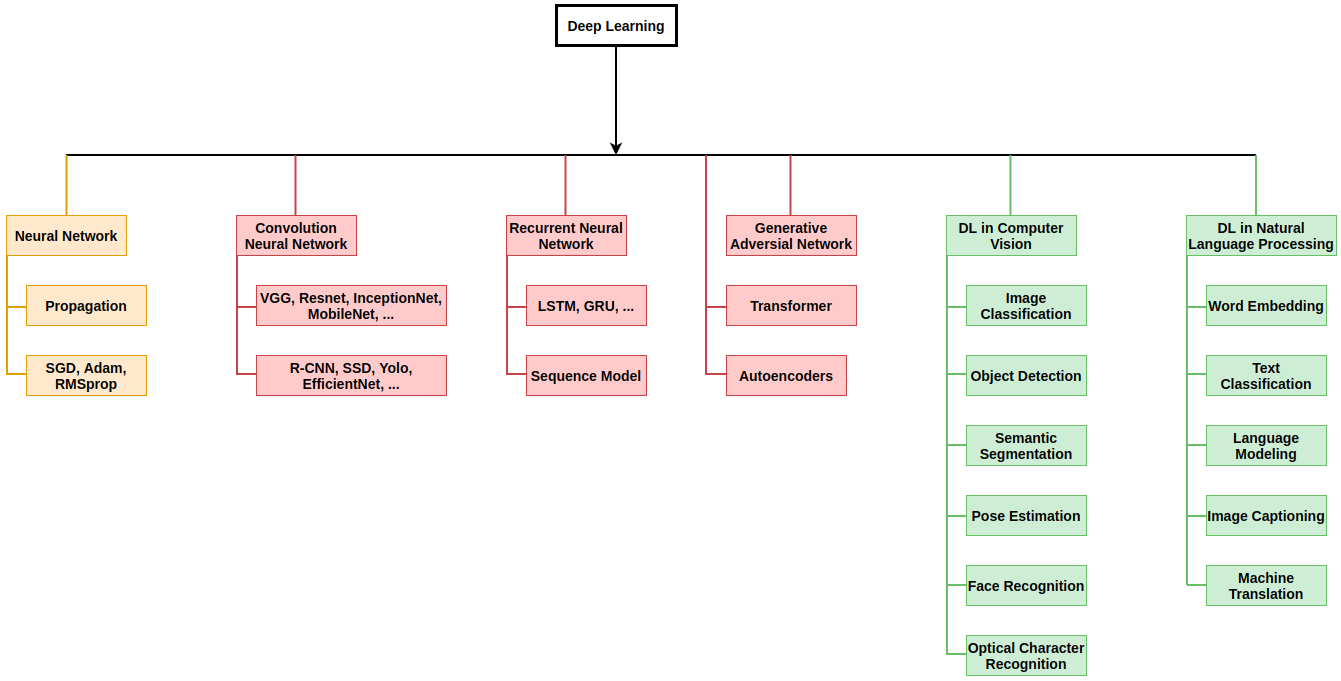 Deep Learning
Neural Network
Propagation
SGD, Adam,
RMSprop
Convolution
Neural Network
VGG, Resnet, InceptionNet,
MobileNet, ...
R-CNN, SSD, Yolo,
EfficientNet, ...
Recurrent Neural
Network
LSTM, GRU, ...
Sequence Model
Generative
Adversial Network
Transformer
Autoencoders
DL in Computer
Vision
Image
Classification
Object Detection
Semantic
Segmentation
Pose Estimation
Face Recognition
Optical Character
Recognition
DL in Natural
Language Processing
Word Embedding
Text
Classification
Language
Modeling
Image Captioning
Machine
Translation